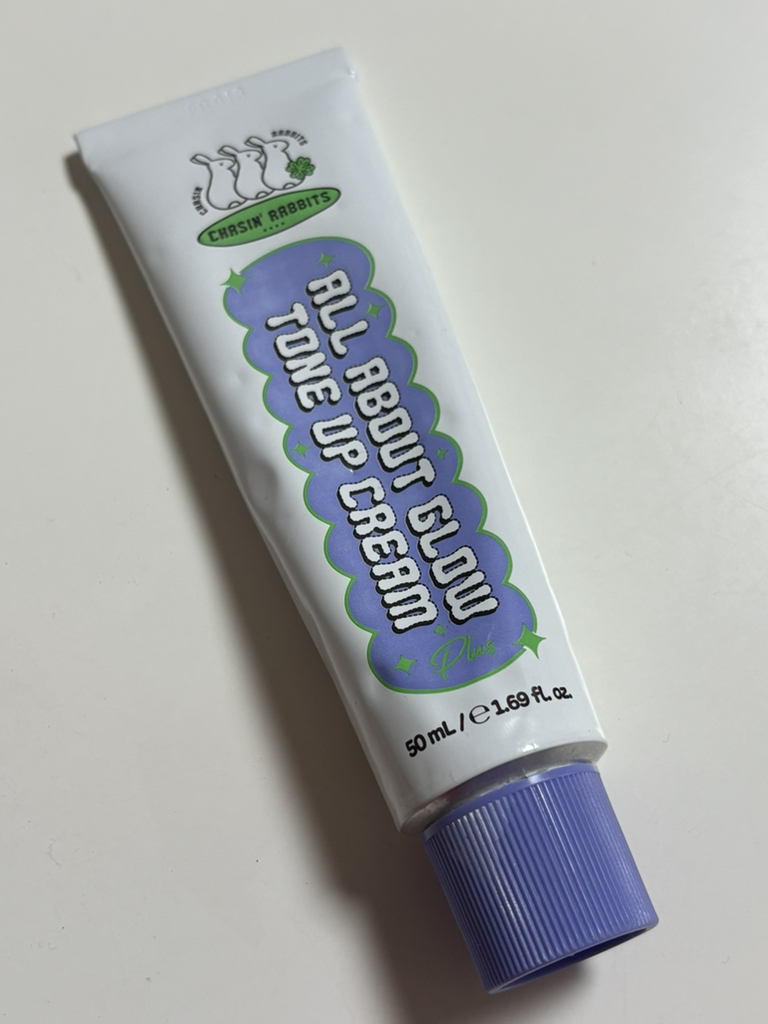 CHASIN' RABBITS
CHASIN' RABBITS
ALL ABOUT GLOW
TONE UP CREAM
Plus
50 mL / ℮ 1.69 fl. oz.